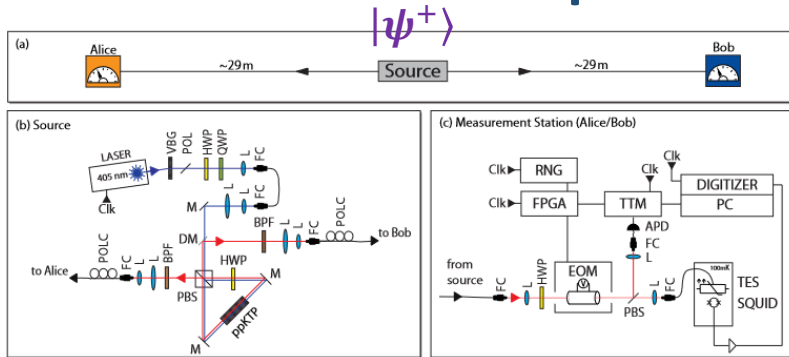 |ψ⁺⟩
(a)
Alice
Bob
~29m
Source
~29m
(b) Source
LASER
405 nm
Clk
VBG
POL
HWP
QWP
L
FC
L
L
FC
M
DM
BPF
L
L
FC
POLC
to Bob
to Alice
POLC
FC
L
L
BPF
PBS
HWP
M
ppKTP
M
(c) Measurement Station (Alice/Bob)
Clk
RNG
Clk
FPGA
Clk
TTM
Clk
DIGITIZER
PC
APD
FC
L
from
source
FC
L
HWP
EOM
V
PBS
L
FC
100mK
TES
SQUID